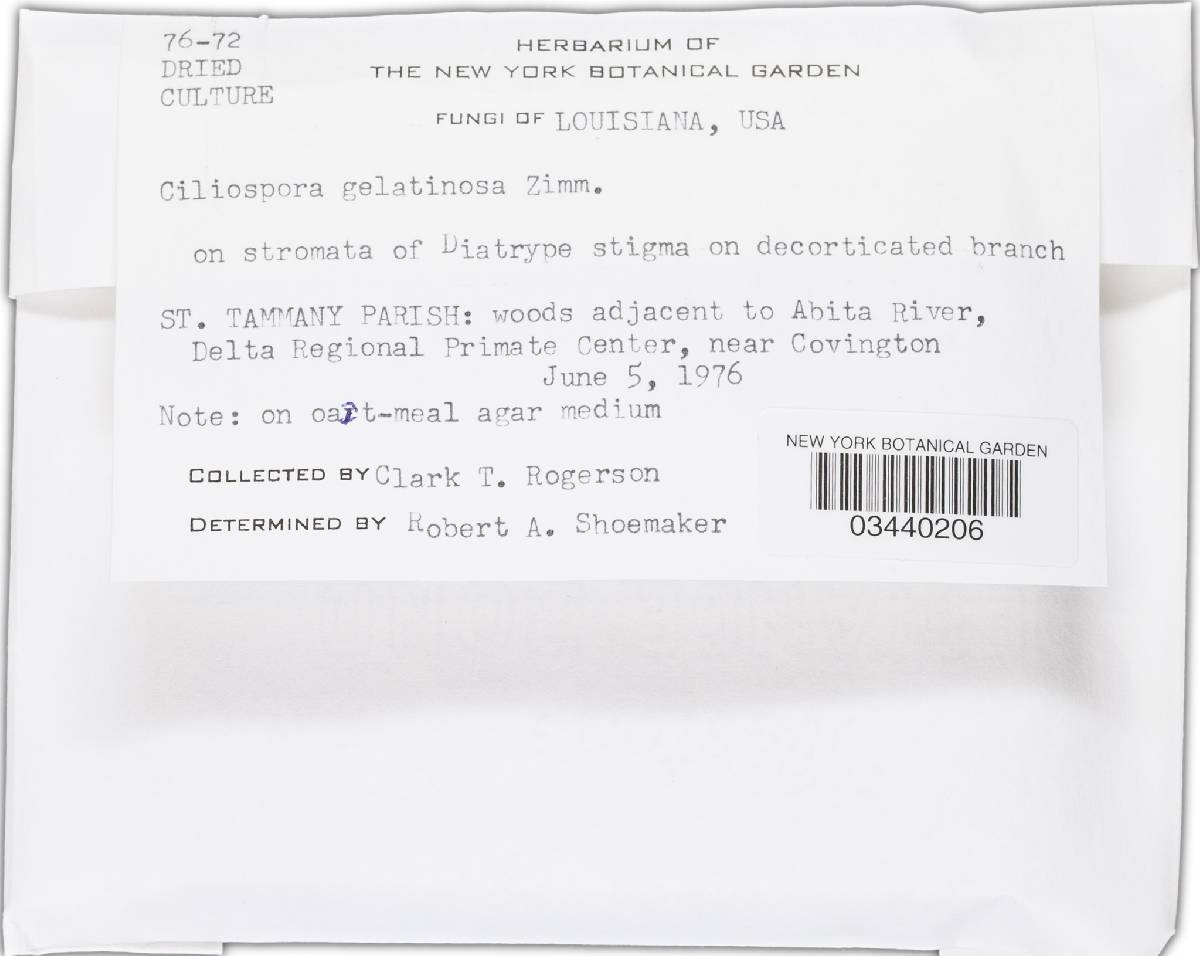 76-72
DRIED
CULTURE
HERBARIUM OF
THE NEW YORK BOTANICAL GARDEN
FUNGI OF LOUISIANA, USA
Ciliospora gelatinosa Zimm.
on stromata of Diatrype stigma on decorticated branch
ST. TAMMANY PARISH: woods adjacent to Abita River,
Delta Regional Primate Center, near Covington
June 5, 1976
Note: on oat-meal agar medium
COLLECTED BY Clark T. Rogerson
DETERMINED BY Robert A. Shoemaker
NEW YORK BOTANICAL GARDEN
03440206